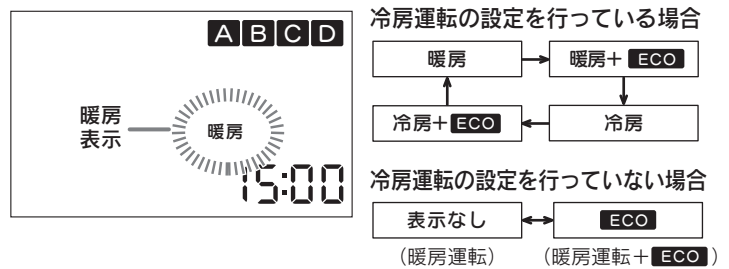 ABCD
暖房
表示
暖房
15:00
冷房運転の設定を行っている場合
暖房
暖房+ ECO
冷房+ECO
冷房
冷房運転の設定を行っていない場合
表示なし
ECO
（暖房運転）
（暖房運転＋ECO）